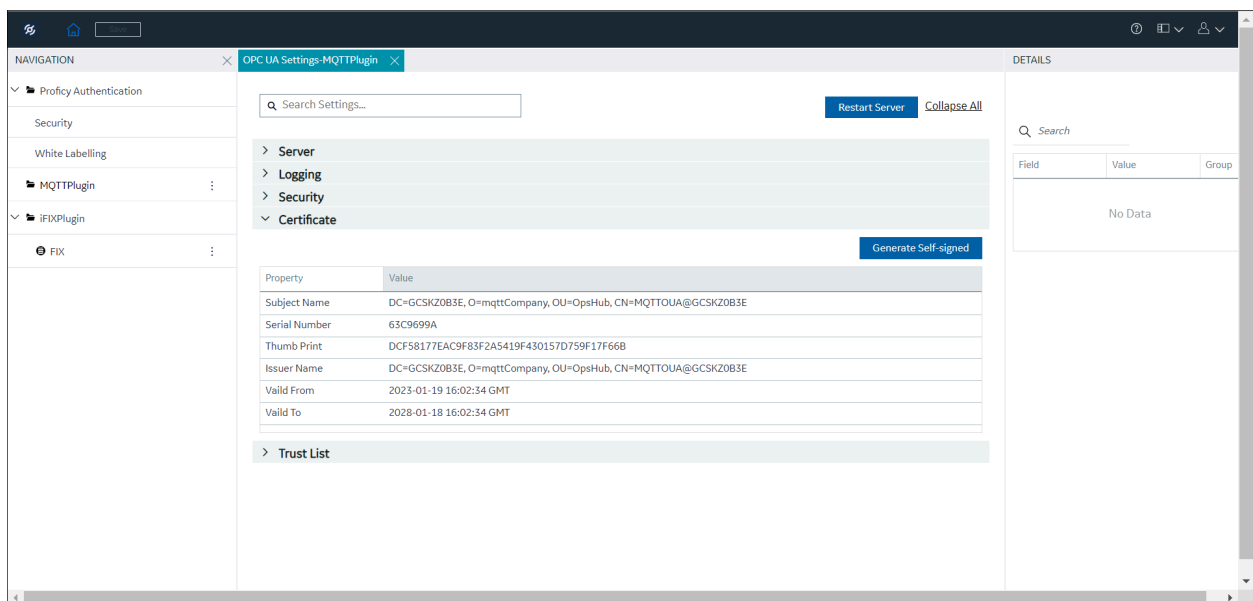 Save
NAVIGATION
OPC UA Settings-MQTTPlugin
DETAILS
Proficy Authentication
Security
White Labelling
MQTTPlugin
iFIXPlugin
FIX
Search Settings...
Restart Server
Collapse All
Server
Logging
Security
Certificate
Generate Self-signed
Property Value
Subject Name DC=GCSKZ0B3E, O=mqttCompany, OU=OpsHub, CN=MQTTOUA@GCSKZ0B3E
Serial Number 63C9699A
Thumb Print DCF58177EAC9F83F2A5419F430157D759F17F66B
Issuer Name DC=GCSKZ0B3E, O=mqttCompany, OU=OpsHub, CN=MQTTOUA@GCSKZ0B3E
Vaild From 2023-01-19 16:02:34 GMT
Vaild To 2028-01-18 16:02:34 GMT
Trust List
Search
Field Value Group
No Data